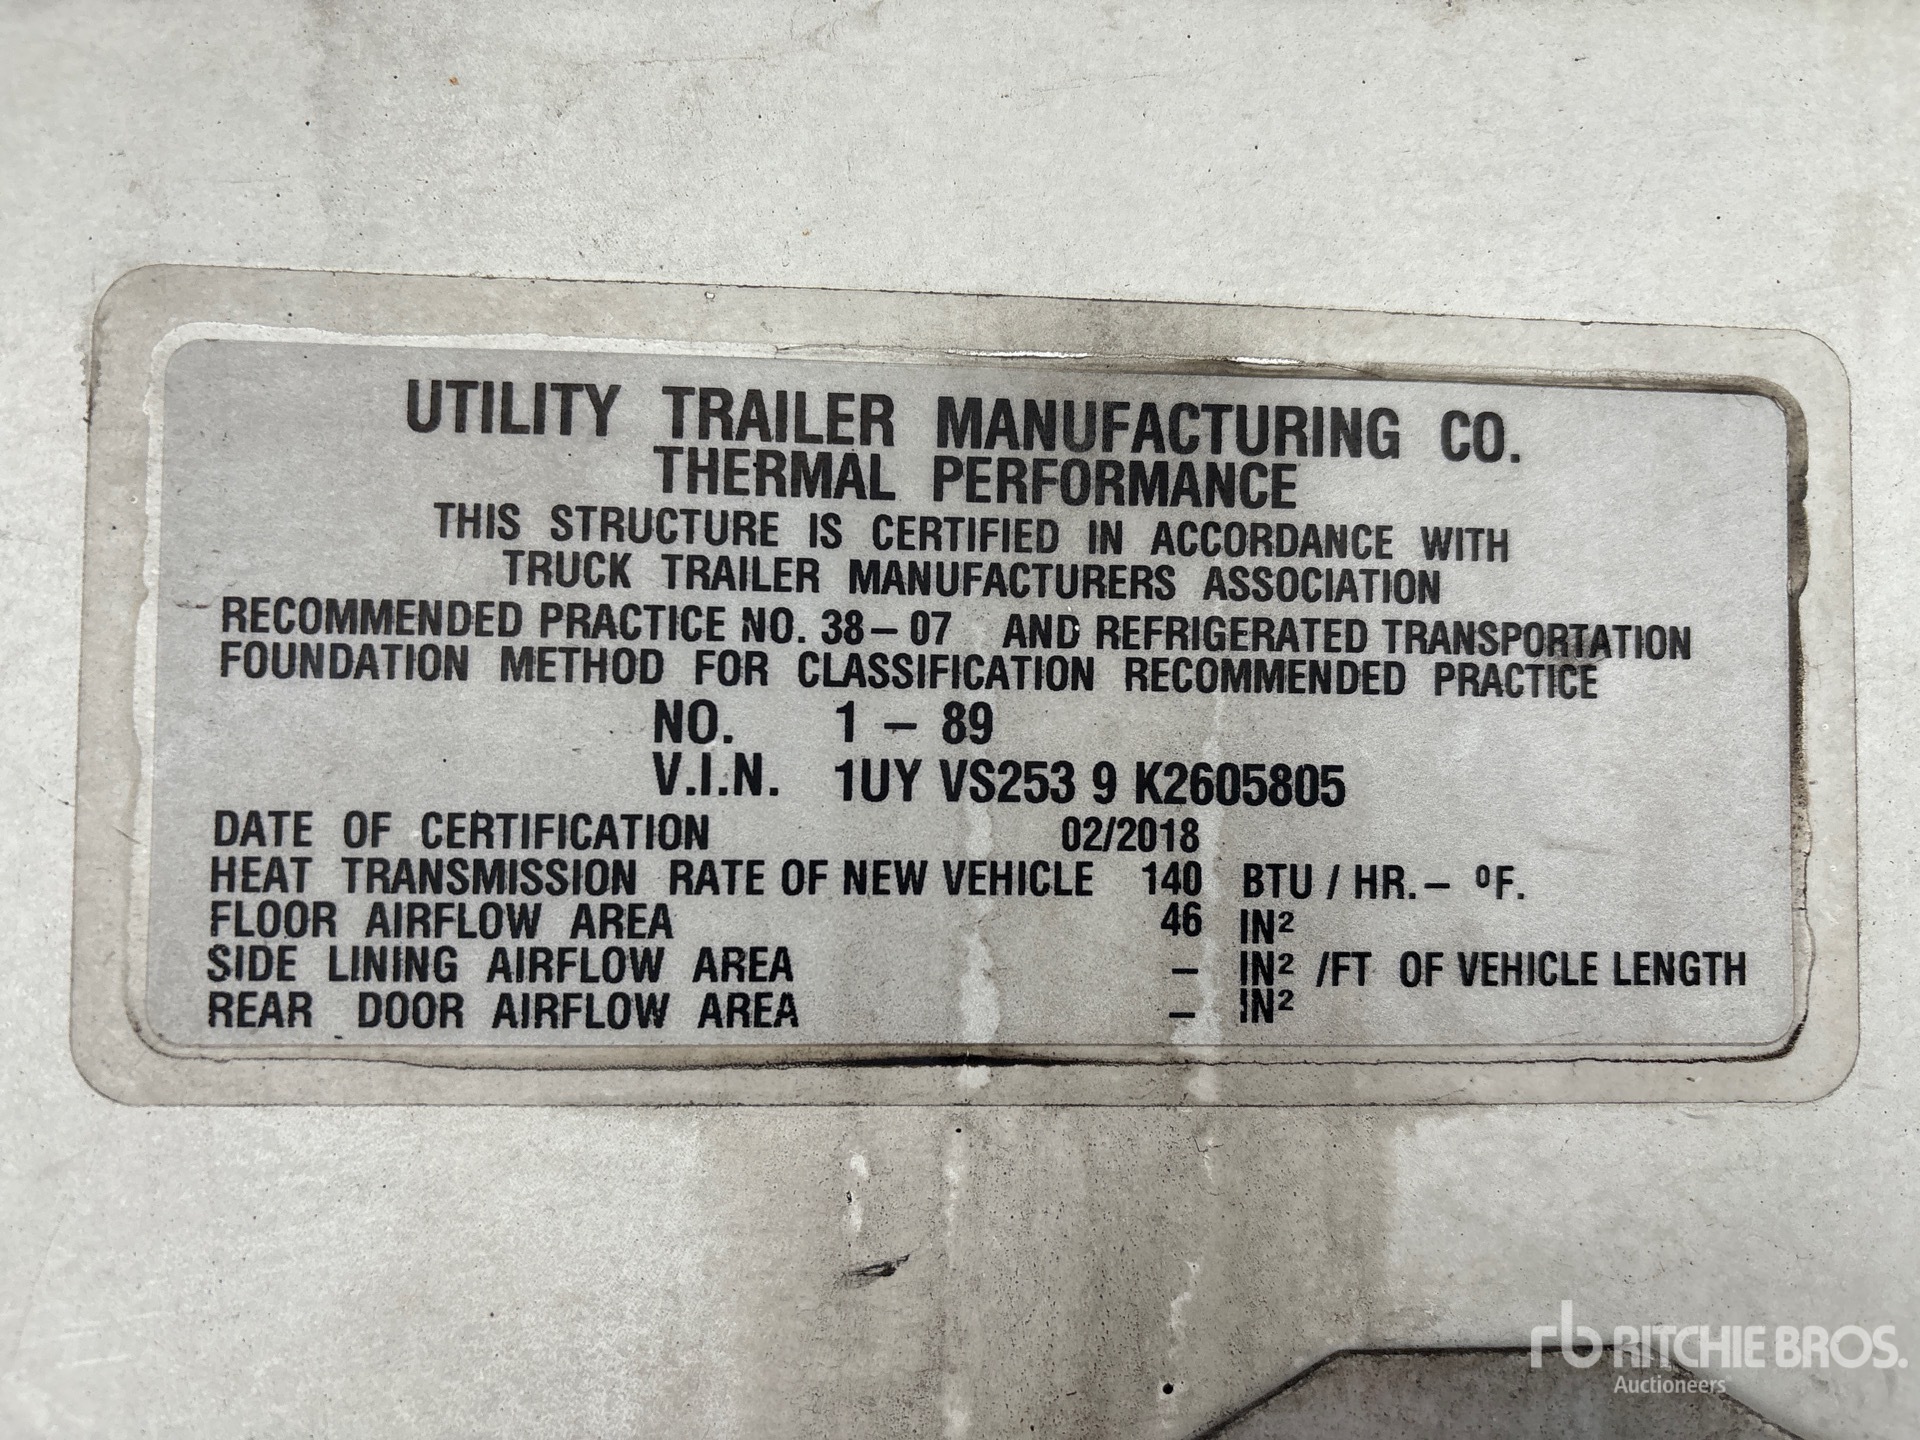 UTILITY TRAILER MANUFACTURING CO.
THERMAL PERFORMANCE
THIS STRUCTURE IS CERTIFIED IN ACCORDANCE WITH
TRUCK TRAILER MANUFACTURERS ASSOCIATION
RECOMMENDED PRACTICE NO. 38 – 07 AND REFRIGERATED TRANSPORTATION
FOUNDATION METHOD FOR CLASSIFICATION RECOMMENDED PRACTICE
NO. 1 – 89
V.I.N. 1UY VS253 9 K2605805
DATE OF CERTIFICATION 02/2018
HEAT TRANSMISSION RATE OF NEW VEHICLE 140 BTU / HR. – ºF.
FLOOR AIRFLOW AREA 46 IN²
SIDE LINING AIRFLOW AREA – IN² /FT OF VEHICLE LENGTH
REAR DOOR AIRFLOW AREA – IN²
rb RITCHIE BROS.
Auctioneers